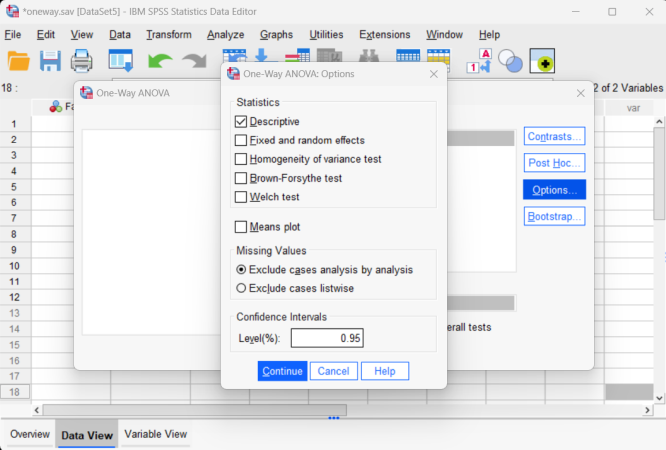 *oneway.sav [DataSet5] - IBM SPSS Statistics Data Editor
File Edit View Data Transform Analyze Graphs Utilities Extensions Window Help
A
1
One-Way ANOVA: Options
18 :
One-Way ANOVA
2 of 2 Variables
var
Statistics
1
Descriptive
2
Contrasts...
Fixed and random effects
3
Homogeneity of variance test
Post Hoc...
4
Brown-Forsythe test
5
Welch test
Options...
6
Bootstrap...
7
Means plot
8
Missing Values
9
Exclude cases analysis by analysis
10
11
Exclude cases listwise
12
Confidence Intervals
13
erall tests
14
Level(%): 0.95
15
16
Continue Cancel Help
17
18
Overview Data View Variable View